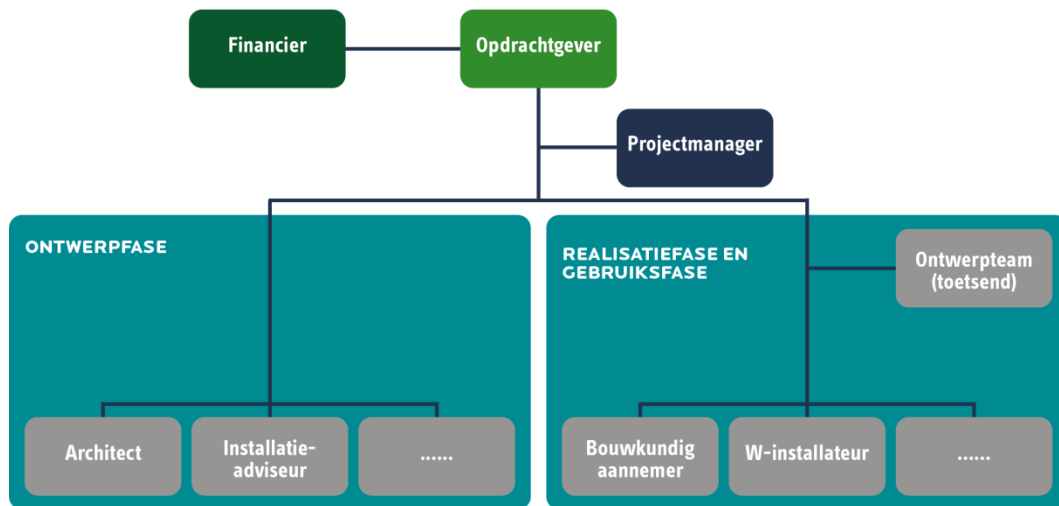 Financier
Opdrachtgever
Projectmanager
ONTWERPFASE
REALISATIEFASE EN
GEBRUIKSFASE
Ontwerpteam
(toetsend)
Architect
Installatie-
adviseur
......
Bouwkundig
aannemer
W-installateur
......